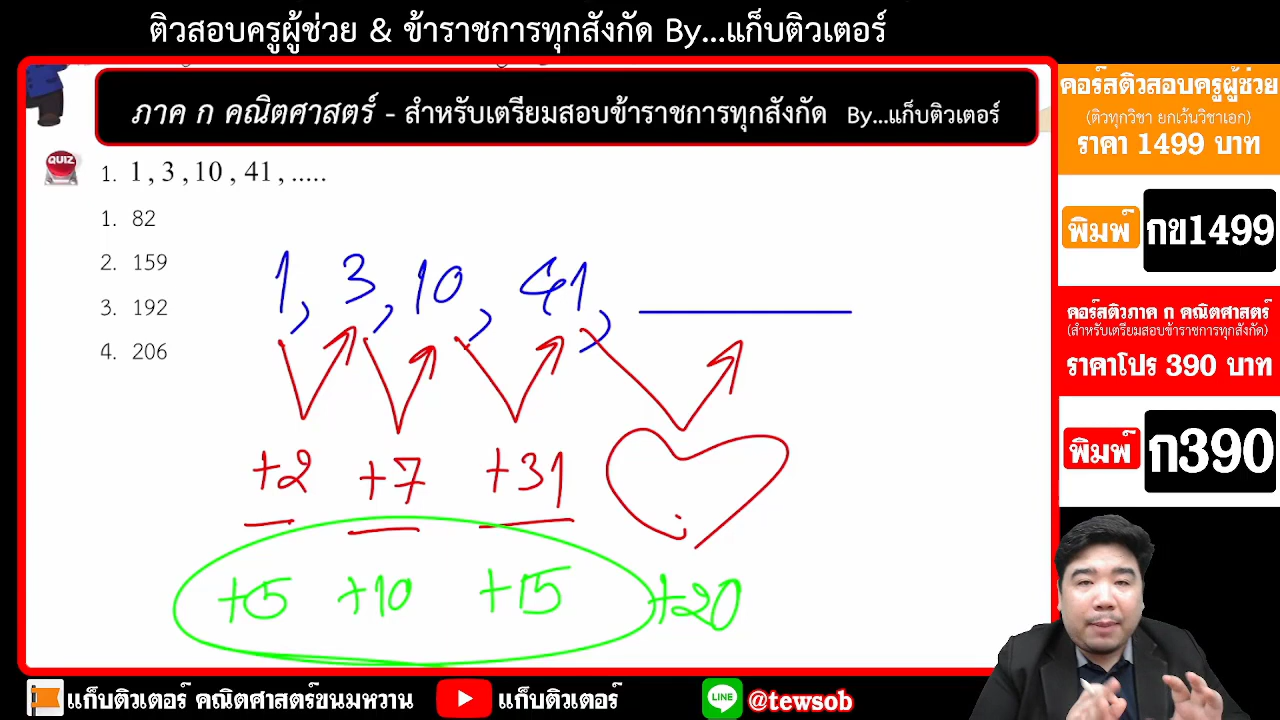 ติวสอบครูผู้ช่วย & ข้าราชการทุกสังกัด By...แก็บติวเตอร์
ภาค ก คณิตศาสตร์ - สำหรับเตรียมสอบข้าราชการทุกสังกัด By...แก็บติวเตอร์
QUIZ
1. 1 , 3 , 10 , 41 , .....
1. 82
2. 159
3. 192
4. 206
1, 3, 10, 41,
+2 +7 +31
+5 +10 +15 +20
คอร์สติวสอบครูผู้ช่วย
(ติวทุกวิชา ยกเว้นวิชาเอก)
ราคา 1499 บาท
พิมพ์ กข1499
คอร์สติวภาค ก คณิตศาสตร์
(สำหรับเตรียมสอบข้าราชการทุกสังกัด)
ราคาโปร 390 บาท
พิมพ์ ก390
แก็บติวเตอร์ คณิตศาสตร์ขนมหวาน
แก็บติวเตอร์
LINE @tewsob